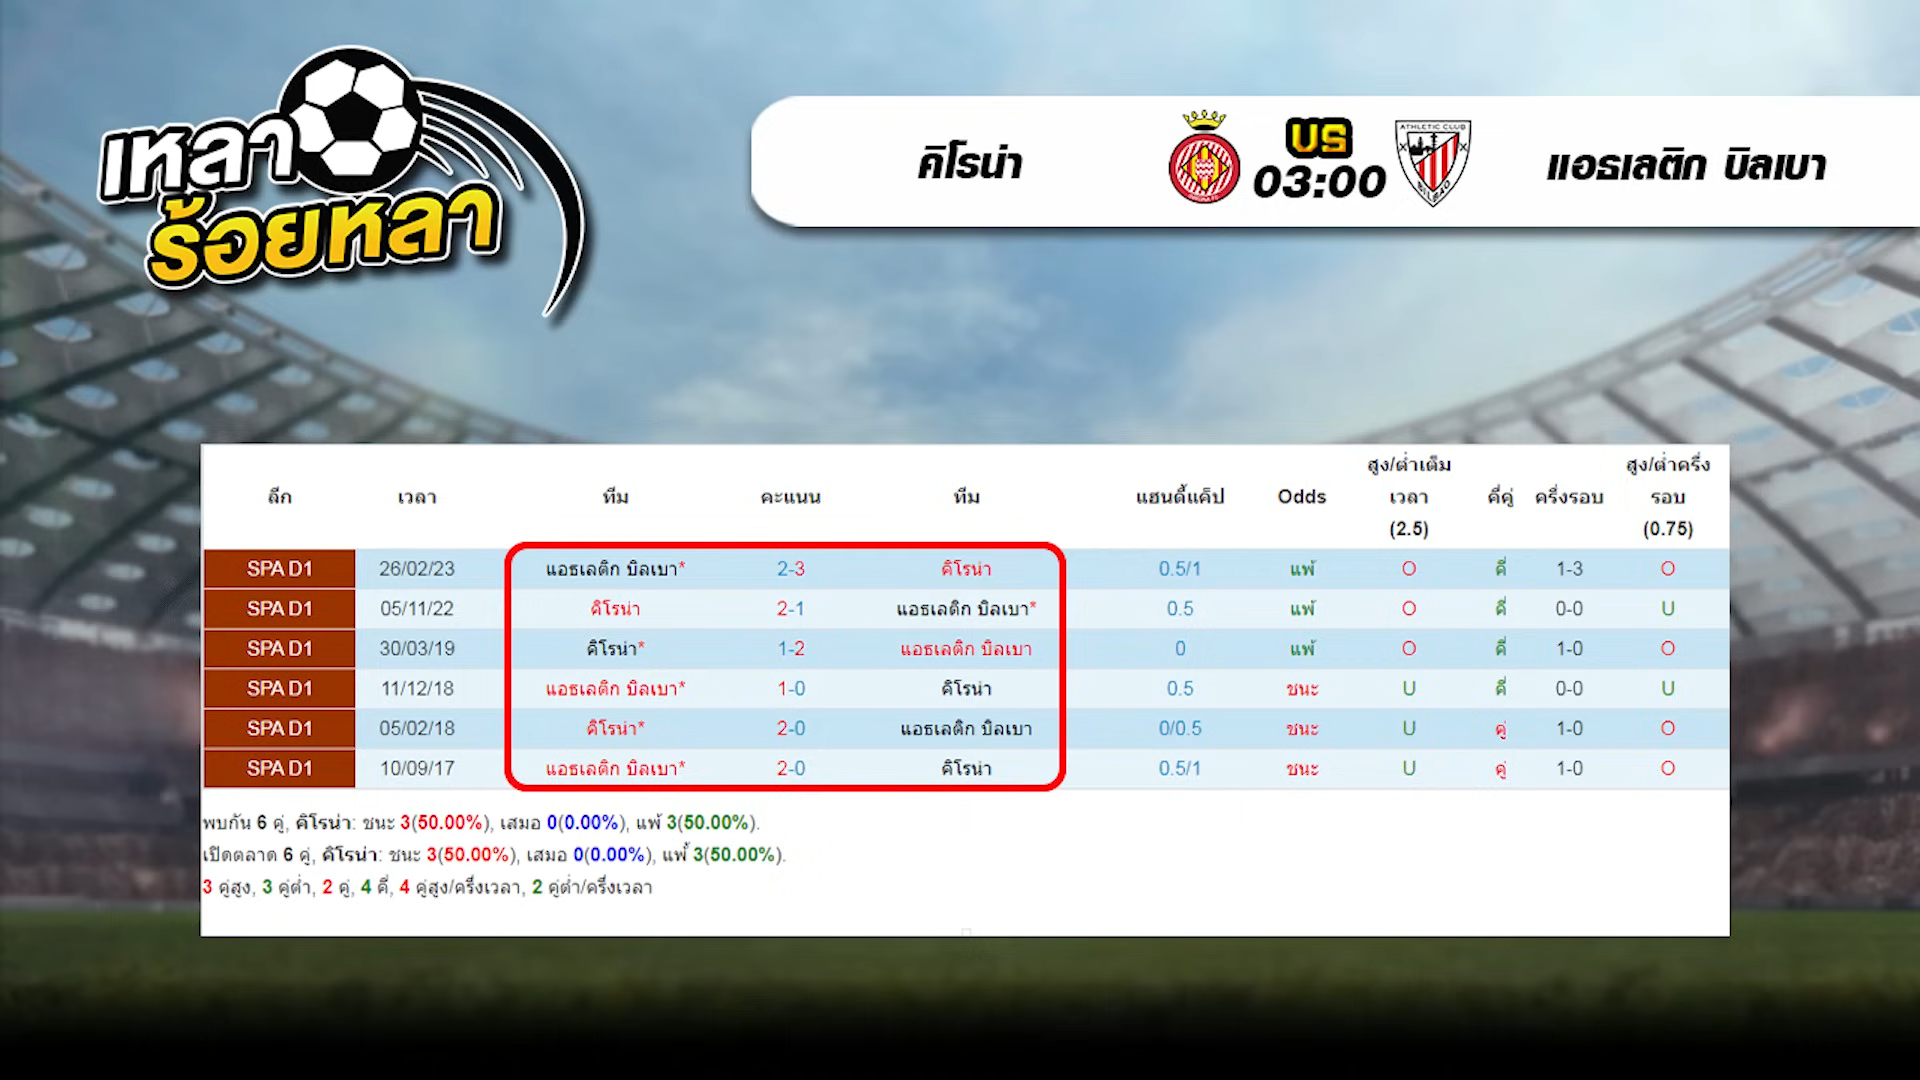 เหลา
ร้อยหลา
คิโรน่า
VS
03:00
ATHLETIC CLUB
BILBAO
แอธเลติก บิลเบา
ลีก เวลา ทีม คะแนน ทีม แฮนดี้แค็ป Odds สูง/ต่ำเต็มเวลา (2.5) คี่คู่ ครึ่งรอบ สูง/ต่ำครึ่งรอบ (0.75)
SPA D1 26/02/23 แอธเลติก บิลเบา* 2-3 คิโรน่า 0.5/1 แพ้ O คี่ 1-3 O
SPA D1 05/11/22 คิโรน่า 2-1 แอธเลติก บิลเบา* 0.5 แพ้ O คี่ 0-0 U
SPA D1 30/03/19 คิโรน่า* 1-2 แอธเลติก บิลเบา 0 แพ้ O คี่ 1-0 O
SPA D1 11/12/18 แอธเลติก บิลเบา* 1-0 คิโรน่า 0.5 ชนะ U คี่ 0-0 U
SPA D1 05/02/18 คิโรน่า* 2-0 แอธเลติก บิลเบา 0/0.5 ชนะ U คู่ 1-0 O
SPA D1 10/09/17 แอธเลติก บิลเบา* 2-0 คิโรน่า 0.5/1 ชนะ U คู่ 1-0 O
พบกัน 6 คู่, คิโรน่า: ชนะ 3(50.00%), เสมอ 0(0.00%), แพ้ 3(50.00%).
เปิดตลาด 6 คู่, คิโรน่า: ชนะ 3(50.00%), เสมอ 0(0.00%), แพ้ 3(50.00%).
3 คู่สูง, 3 คู่ต่ำ, 2 คู่, 4 คี่, 4 คู่สูง/ครึ่งเวลา, 2 คู่ต่ำ/ครึ่งเวลา